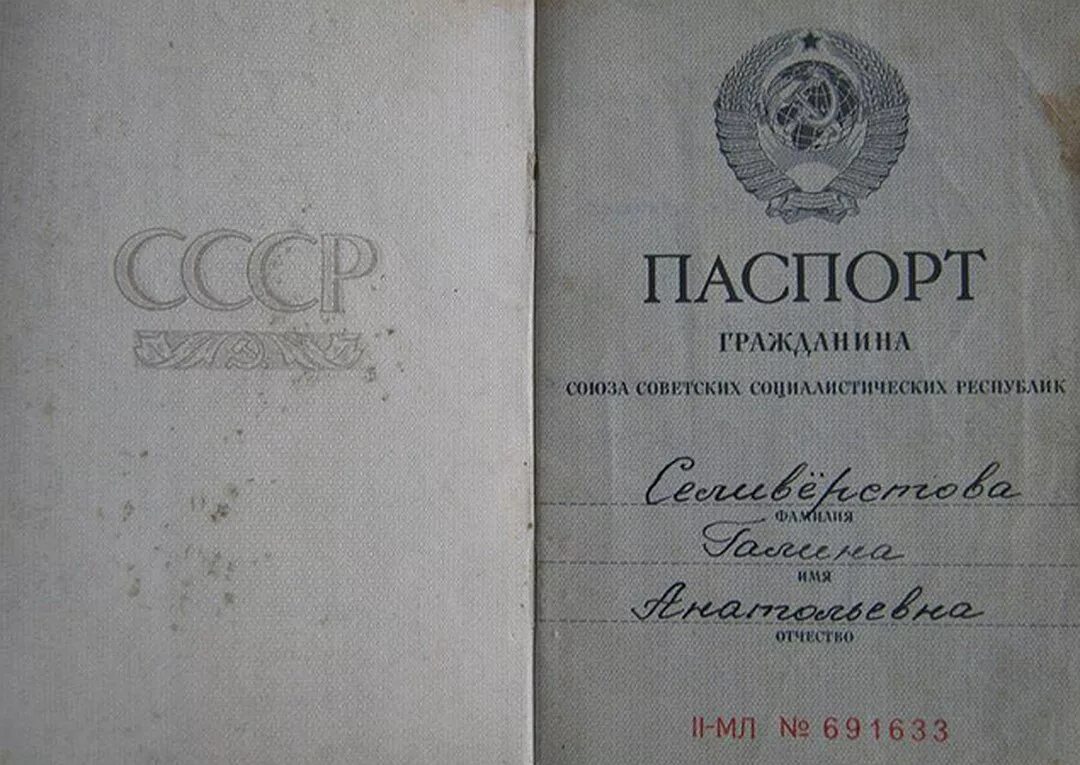 СССР
ПАСПОРТ
ГРАЖДАНИНА
СОЮЗА СОВЕТСКИХ СОЦИАЛИСТИЧЕСКИХ РЕСПУБЛИК
Селивёрстова
ФАМИЛИЯ
Галина
ИМЯ
Анатольевна
ОТЧЕСТВО
II-МЛ № 691633